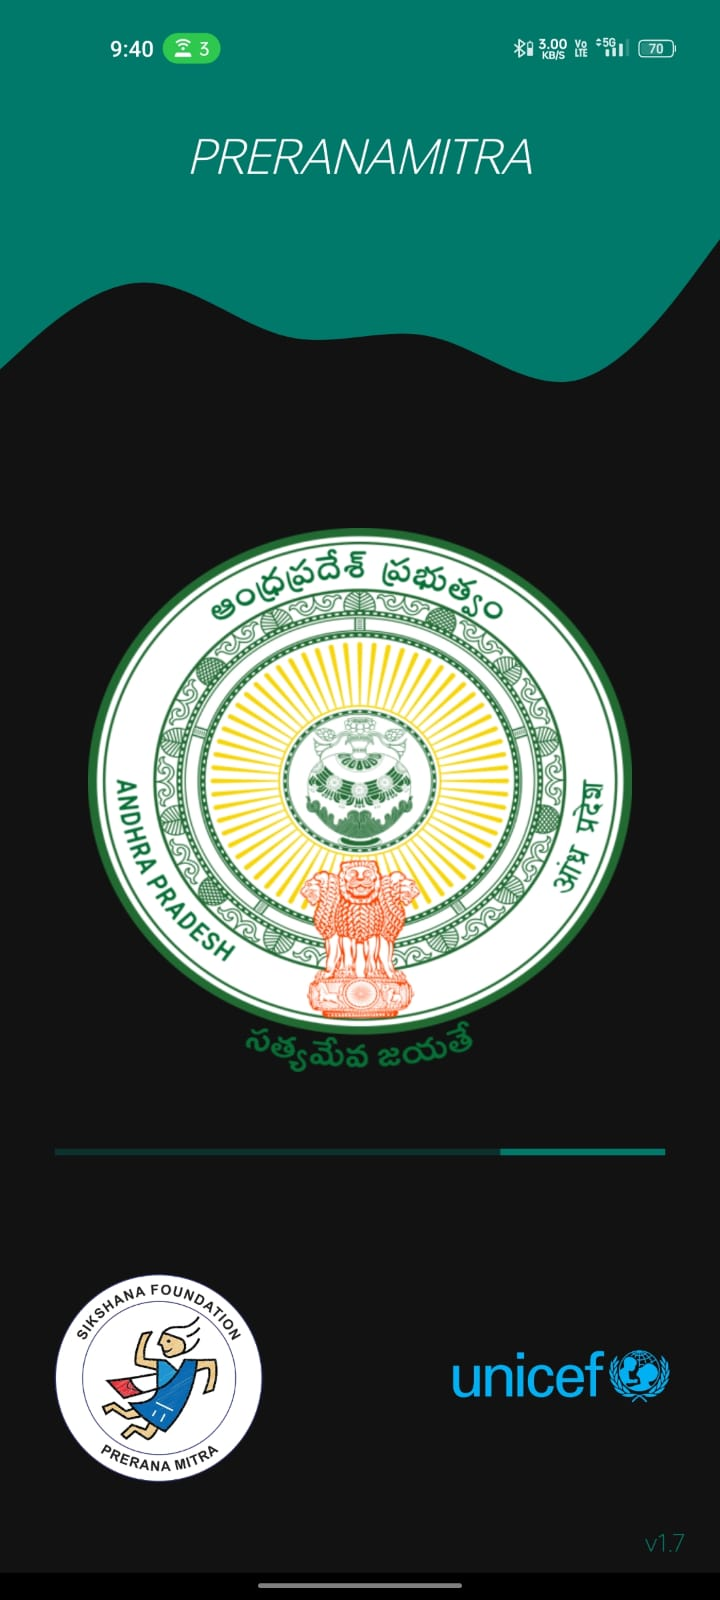 9:40
3
3.00
KB/S
Vo
LTE
5G
70
PRERANAMITRA
ఆంధ్రప్రదేశ్ ప్రభుత్వం
ANDHRA PRADESH
आंध्र प्रदेश
సత్యమేవ జయతే
SIKSHANA FOUNDATION
PRERANA MITRA
unicef
v1.7